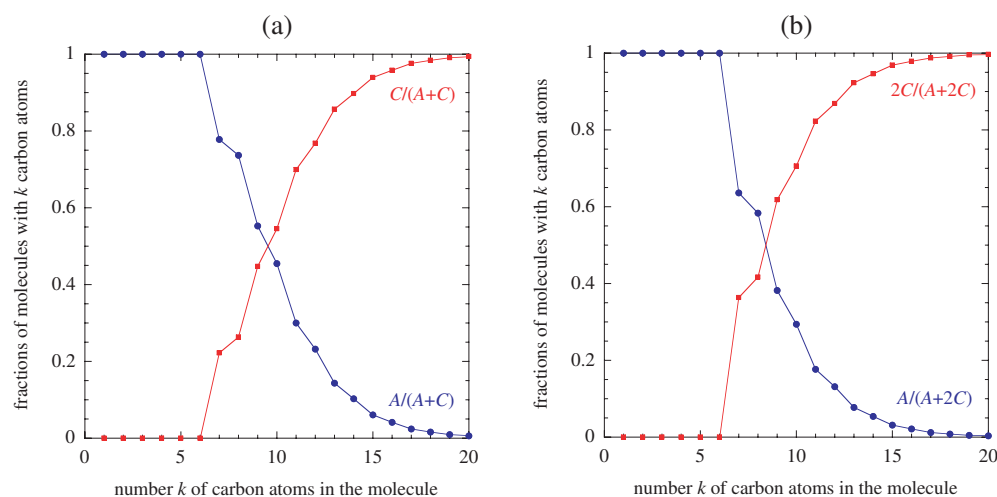 (a)
fractions of molecules with k carbon atoms
1
0.8
0.6
0.4
0.2
0
C/(A+C)
A/(A+C)
0 5 10 15 20
number k of carbon atoms in the molecule
(b)
fractions of molecules with k carbon atoms
1
0.8
0.6
0.4
0.2
0
2C/(A+2C)
A/(A+2C)
0 5 10 15 20
number k of carbon atoms in the molecule